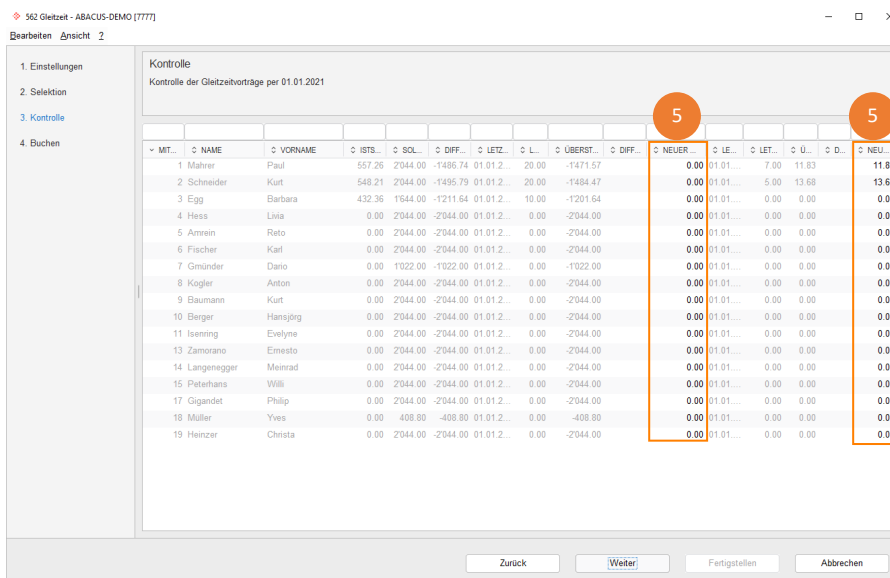 562 Gleitzeit - ABACUS-DEMO [7777]
Bearbeiten Ansicht ?
1. Einstellungen
2. Selektion
3. Kontrolle
4. Buchen
Kontrolle
Kontrolle der Gleitzeitvorträge per 01.01.2021
5 5
MIT... NAME VORNAME ISTS... SOL... DIFF... LETZ... L... ÜBERST... DIFF... NEUER ... LE... LET... Ü... D... NEU...
1 Mahrer Paul 557.26 2'044.00 -1'486.74 01.01.2... 20.00 -1'471.57 0.00 01.01.... 7.00 11.83 11.8
2 Schneider Kurt 548.21 2'044.00 -1'495.79 01.01.2... 20.00 -1'484.47 0.00 01.01.... 5.00 13.68 13.6
3 Egg Barbara 432.36 1'644.00 -1'211.64 01.01.2... 10.00 -1'201.64 0.00 01.01.... 0.00 0.00 0.0
4 Hess Livia 0.00 2'044.00 -2'044.00 01.01.2... 0.00 -2'044.00 0.00 01.01.... 0.00 0.00 0.0
5 Amrein Reto 0.00 2'044.00 -2'044.00 01.01.2... 0.00 -2'044.00 0.00 01.01.... 0.00 0.00 0.0
6 Fischer Karl 0.00 2'044.00 -2'044.00 01.01.2... 0.00 -2'044.00 0.00 01.01.... 0.00 0.00 0.0
7 Gmünder Dario 0.00 1'022.00 -1'022.00 01.01.2... 0.00 -1'022.00 0.00 01.01.... 0.00 0.00 0.0
8 Kogler Anton 0.00 2'044.00 -2'044.00 01.01.2... 0.00 -2'044.00 0.00 01.01.... 0.00 0.00 0.0
9 Baumann Kurt 0.00 2'044.00 -2'044.00 01.01.2... 0.00 -2'044.00 0.00 01.01.... 0.00 0.00 0.0
10 Berger Hansjörg 0.00 2'044.00 -2'044.00 01.01.2... 0.00 -2'044.00 0.00 01.01.... 0.00 0.00 0.0
11 Isenring Evelyne 0.00 2'044.00 -2'044.00 01.01.2... 0.00 -2'044.00 0.00 01.01.... 0.00 0.00 0.0
13 Zamorano Ernesto 0.00 2'044.00 -2'044.00 01.01.2... 0.00 -2'044.00 0.00 01.01.... 0.00 0.00 0.0
14 Langenegger Meinrad 0.00 2'044.00 -2'044.00 01.01.2... 0.00 -2'044.00 0.00 01.01.... 0.00 0.00 0.0
15 Peterhans Willi 0.00 2'044.00 -2'044.00 01.01.2... 0.00 -2'044.00 0.00 01.01.... 0.00 0.00 0.0
17 Gigandet Philip 0.00 2'044.00 -2'044.00 01.01.2... 0.00 -2'044.00 0.00 01.01.... 0.00 0.00 0.0
18 Müller Yves 0.00 408.80 -408.80 01.01.2... 0.00 -408.80 0.00 01.01.... 0.00 0.00 0.0
19 Heinzer Christa 0.00 2'044.00 -2'044.00 01.01.2... 0.00 -2'044.00 0.00 01.01.... 0.00 0.00 0.0
Zurück Weiter Fertigstellen Abbrechen